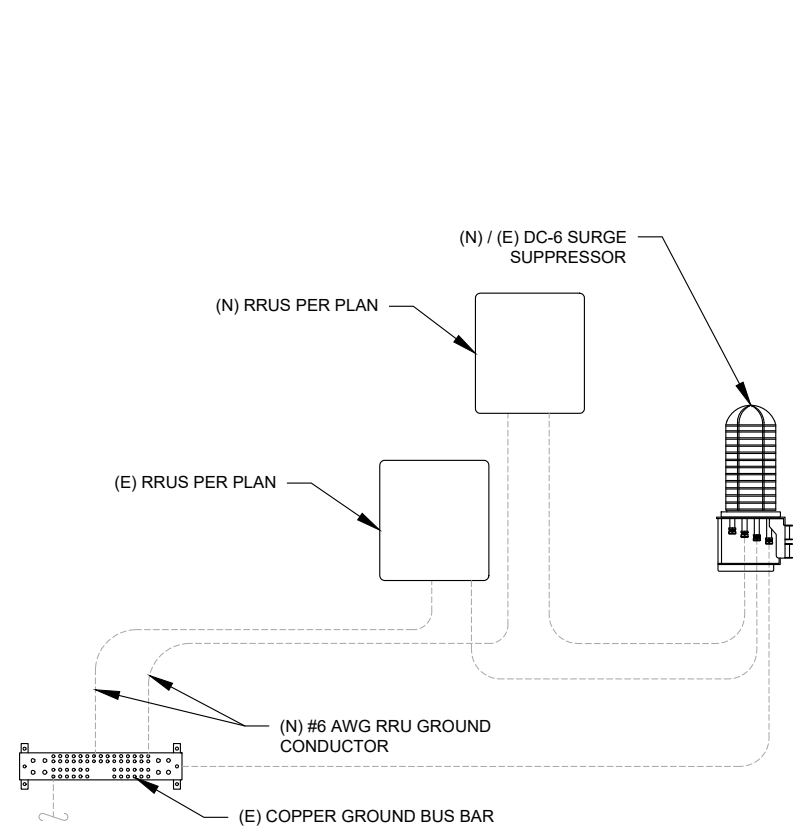 (N) / (E) DC-6 SURGE
SUPPRESSOR
(N) RRUS PER PLAN
(E) RRUS PER PLAN
(N) #6 AWG RRU GROUND
CONDUCTOR
(E) COPPER GROUND BUS BAR